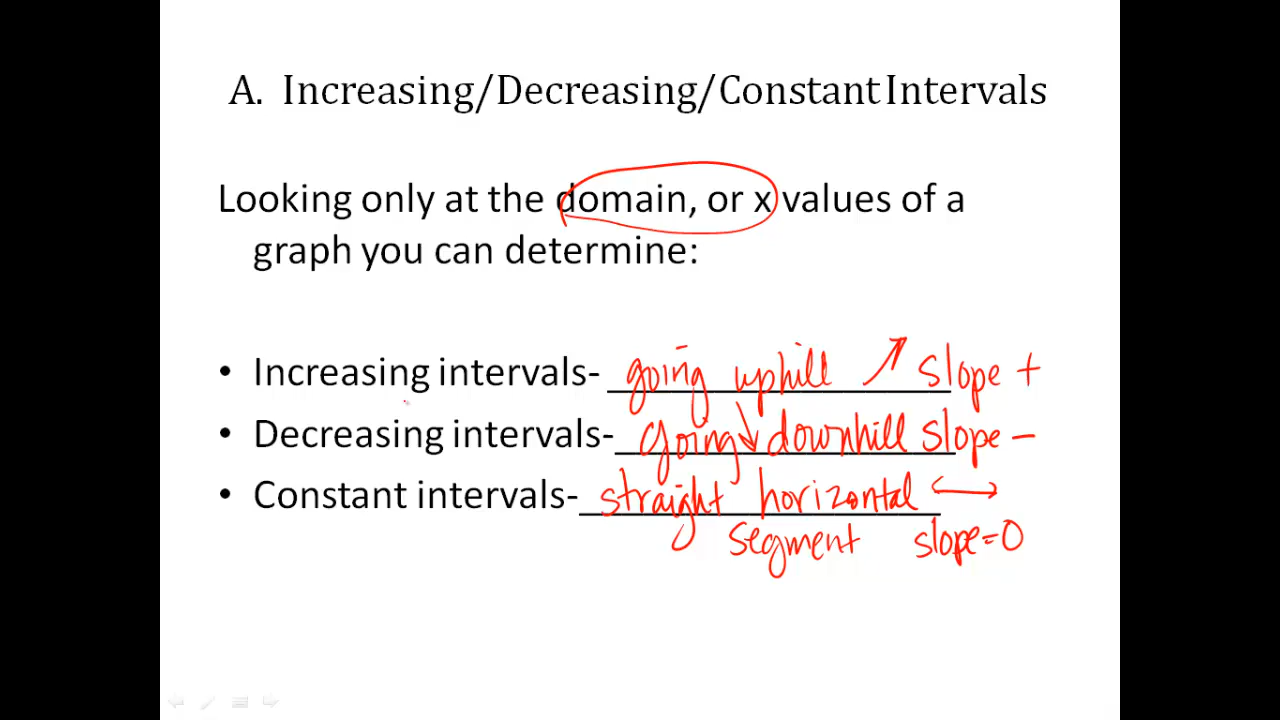 A. Increasing/Decreasing/Constant Intervals
Looking only at the domain, or x values of a
graph you can determine:
• Increasing intervals- going uphill ↗ slope +
• Decreasing intervals- going ↓ downhill slope −
• Constant intervals- straight horizontal ↔
segment slope=0